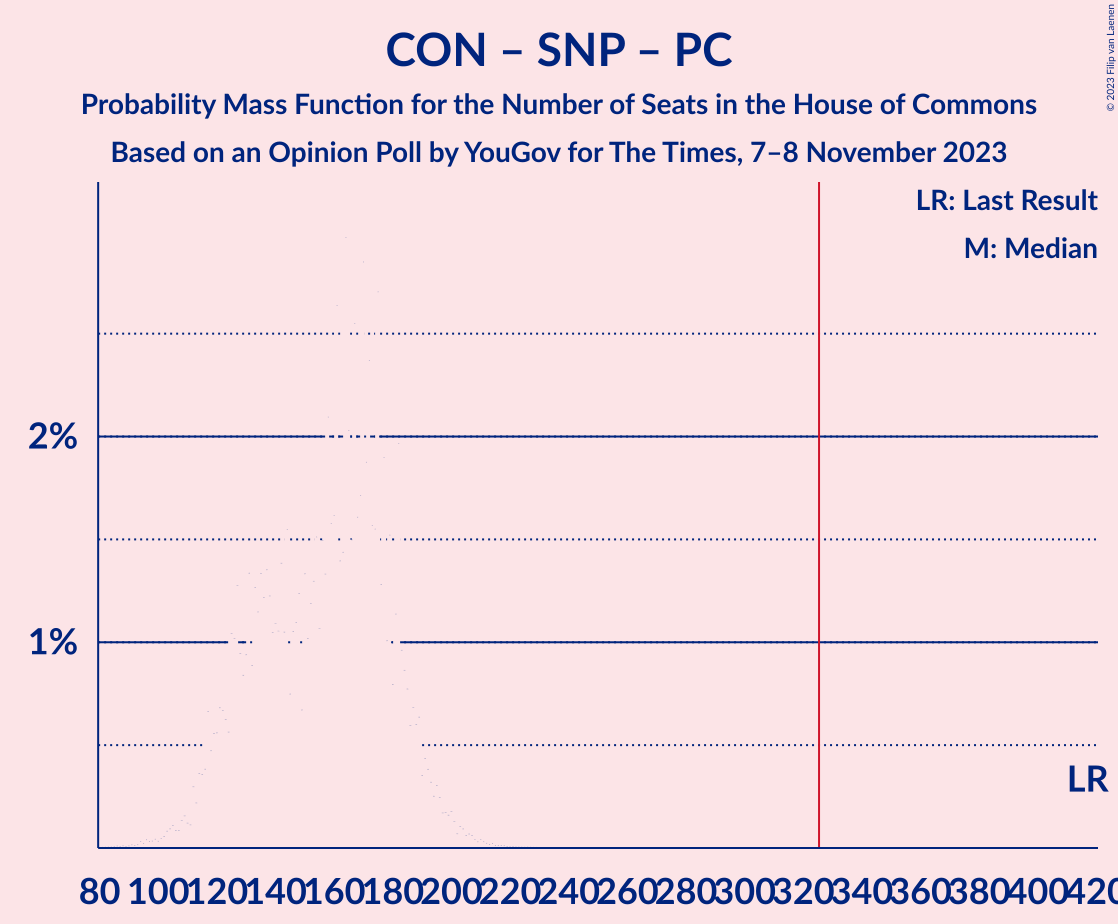 CON – SNP – PC
Probability Mass Function for the Number of Seats in the House of Commons
Based on an Opinion Poll by YouGov for The Times, 7–8 November 2023
© 2023 Filip van Laenen
LR: Last Result
M: Median
2%
1%
LR
80 100 120 140 160 180 200 220 240 260 280 300 320 340 360 380 400 420